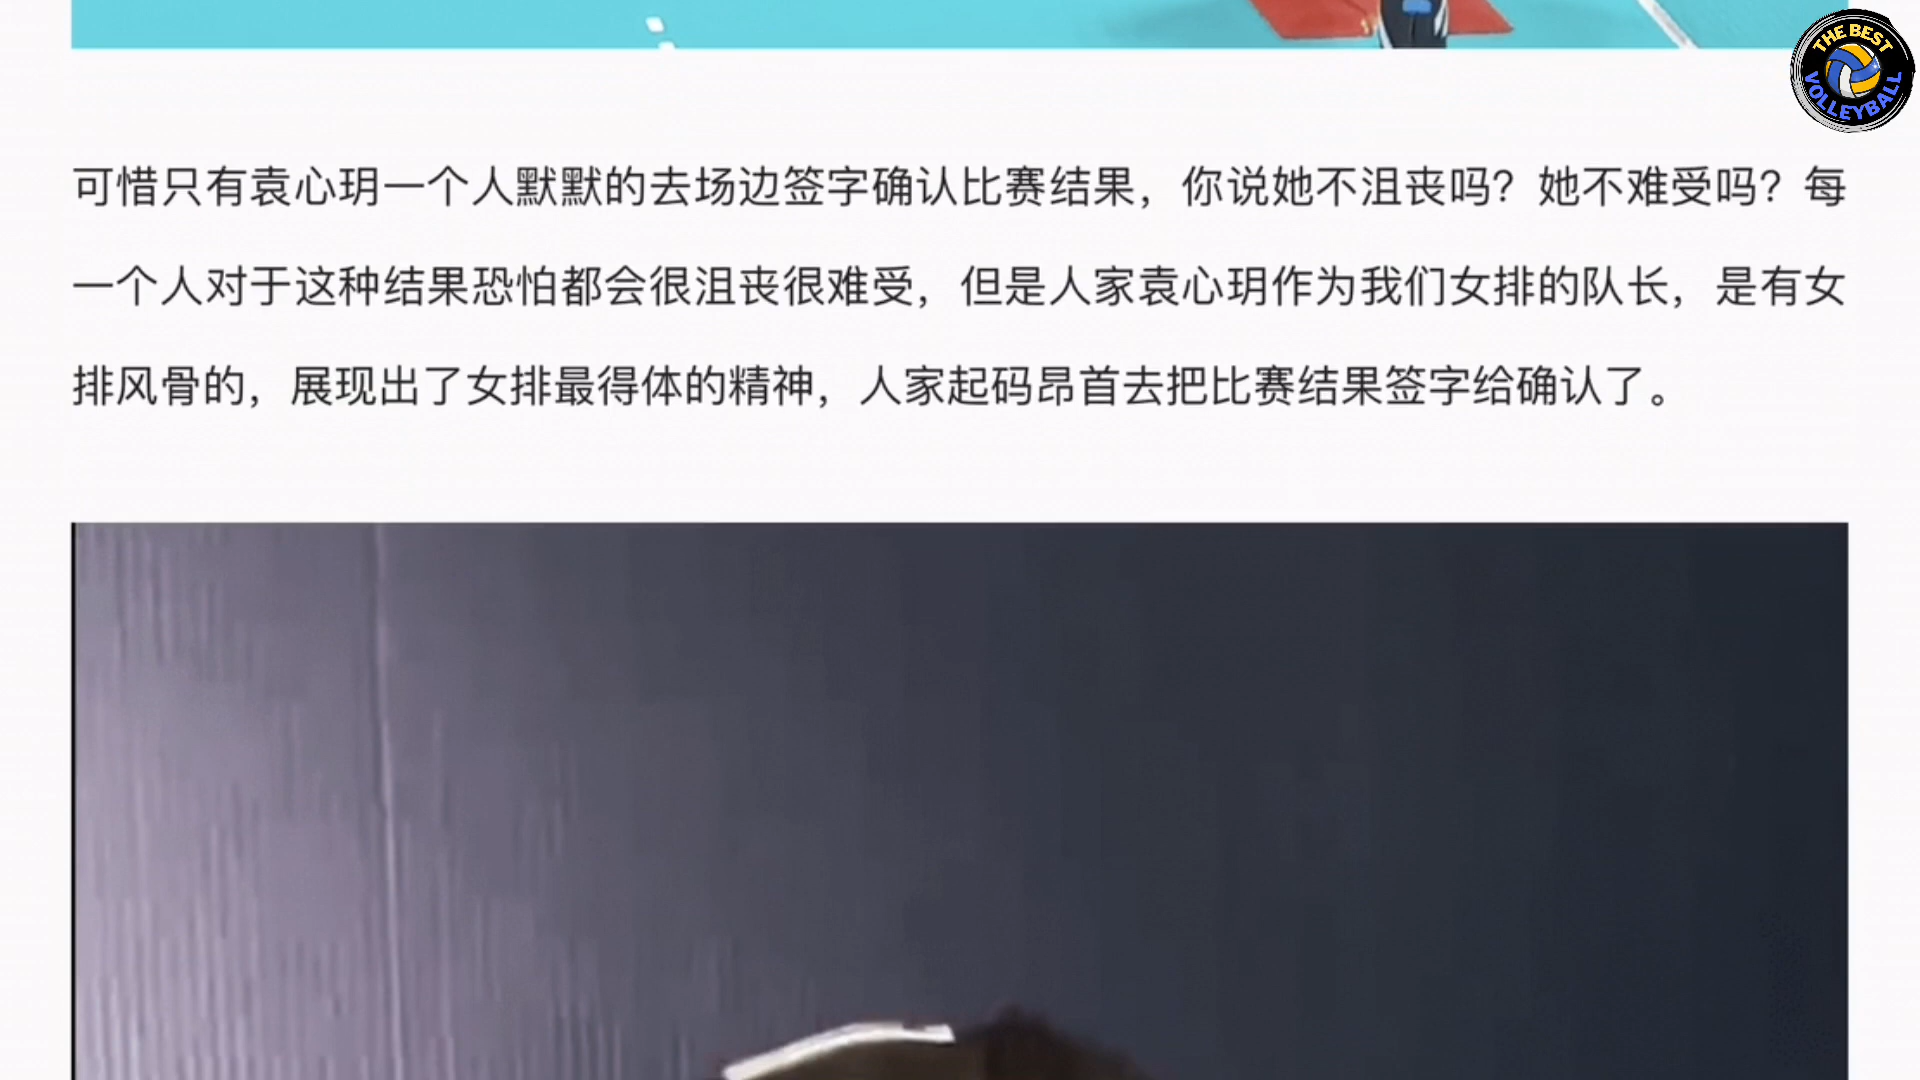 THE BEST
VOLLEYBALL
可惜只有袁心玥一个人默默的去场边签字确认比赛结果，你说她不沮丧吗？她不难受吗？每
一个人对于这种结果恐怕都会很沮丧很难受，但是人家袁心玥作为我们女排的队长，是有女
排风骨的，展现出了女排最得体的精神，人家起码昂首去把比赛结果签字给确认了。